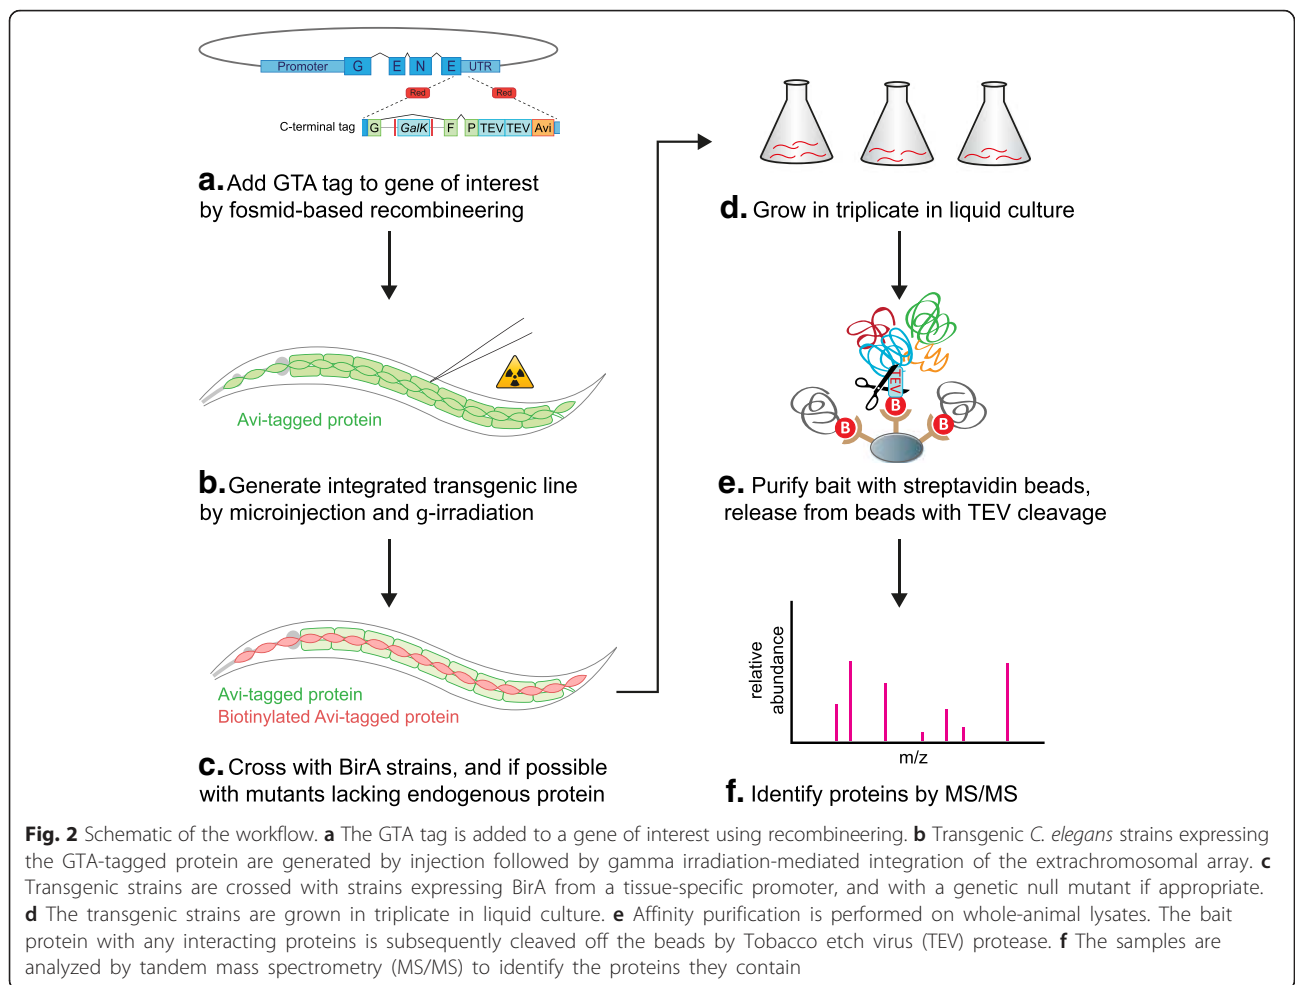 Promoter G E N E UTR
Red Red
C-terminal tag G GalK F P TEV TEV Avi
a. Add GTA tag to gene of interest
by fosmid-based recombineering
Avi-tagged protein
b. Generate integrated transgenic line
by microinjection and g-irradiation
Avi-tagged protein
Biotinylated Avi-tagged protein
c. Cross with BirA strains, and if possible
with mutants lacking endogenous protein
d. Grow in triplicate in liquid culture
TEV
B
B
B
e. Purify bait with streptavidin beads,
release from beads with TEV cleavage
relative
abundance
m/z
f. Identify proteins by MS/MS
Fig. 2 Schematic of the workflow. a The GTA tag is added to a gene of interest using recombineering. b Transgenic C. elegans strains expressing
the GTA-tagged protein are generated by injection followed by gamma irradiation-mediated integration of the extrachromosomal array. c
Transgenic strains are crossed with strains expressing BirA from a tissue-specific promoter, and with a genetic null mutant if appropriate.
d The transgenic strains are grown in triplicate in liquid culture. e Affinity purification is performed on whole-animal lysates. The bait
protein with any interacting proteins is subsequently cleaved off the beads by Tobacco etch virus (TEV) protease. f The samples are
analyzed by tandem mass spectrometry (MS/MS) to identify the proteins they contain